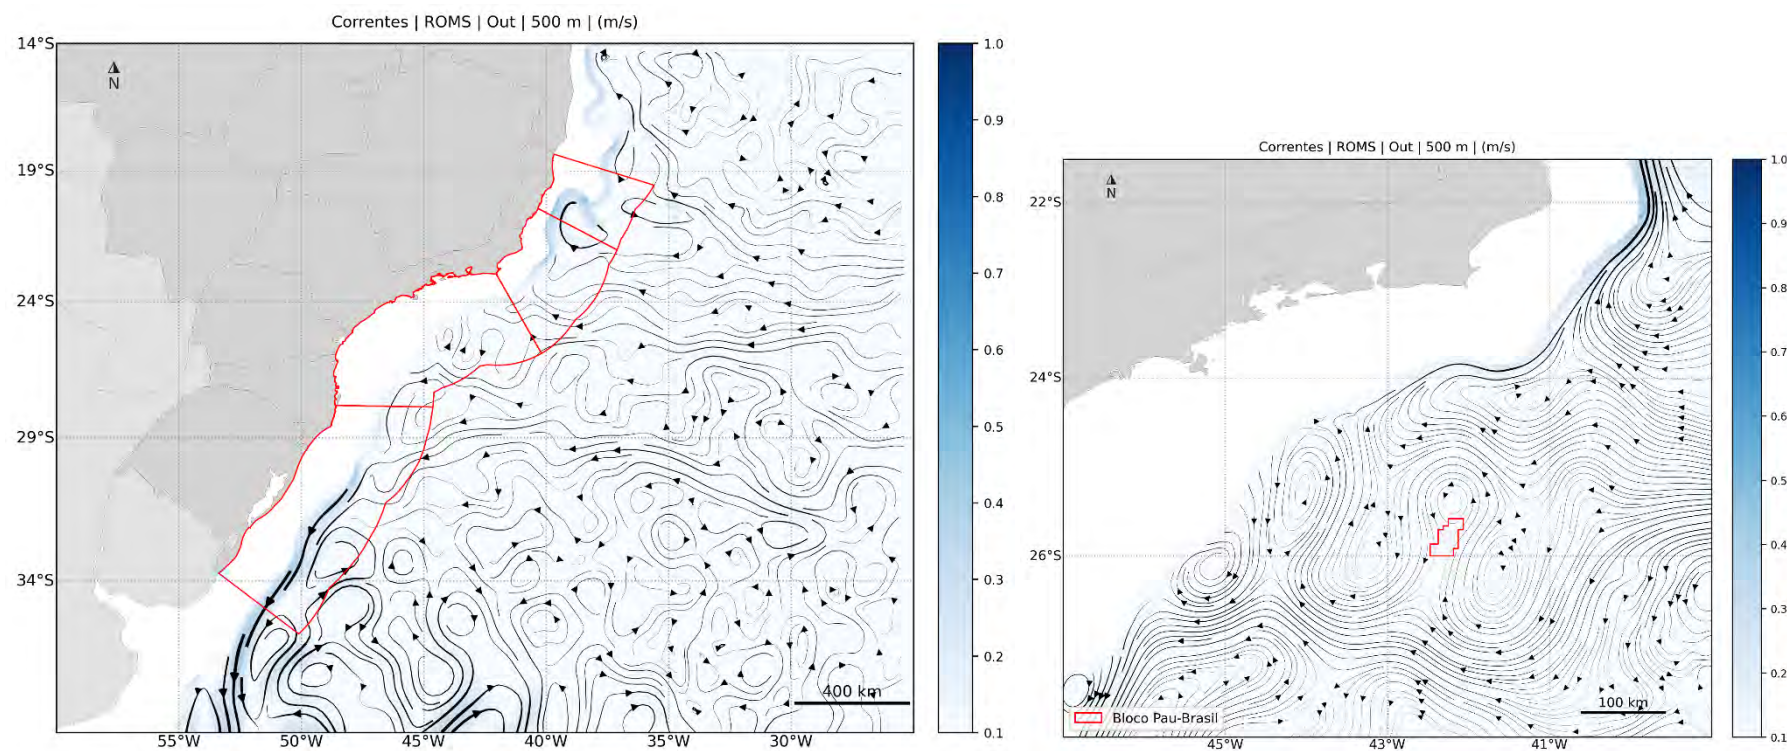 Correntes | ROMS | Out | 500 m | (m/s)
14°S
19°S
24°S
29°S
34°S
55°W
50°W
45°W
40°W
35°W
30°W
N
400 km
1.0
0.9
0.8
0.7
0.6
0.5
0.4
0.3
0.2
0.1
Correntes | ROMS | Out | 500 m | (m/s)
22°S
24°S
26°S
45°W
43°W
41°W
N
Bloco Pau-Brasil
100 km
1.0
0.9
0.8
0.7
0.6
0.5
0.4
0.3
0.2
0.1